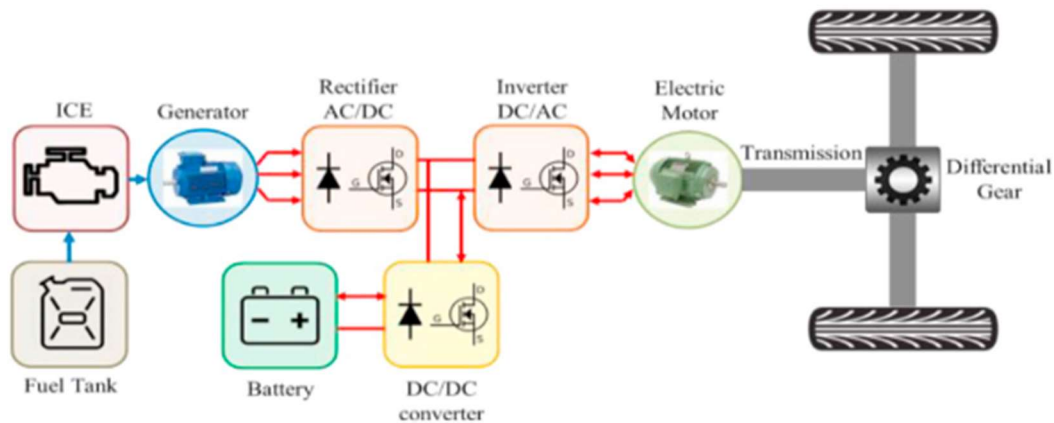 ICE
Generator
Rectifier
AC/DC
Inverter
DC/AC
Electric
Motor
D
G
S
D
G
S
Transmission
Differential
Gear
D
G
S
Fuel Tank
Battery
DC/DC
converter